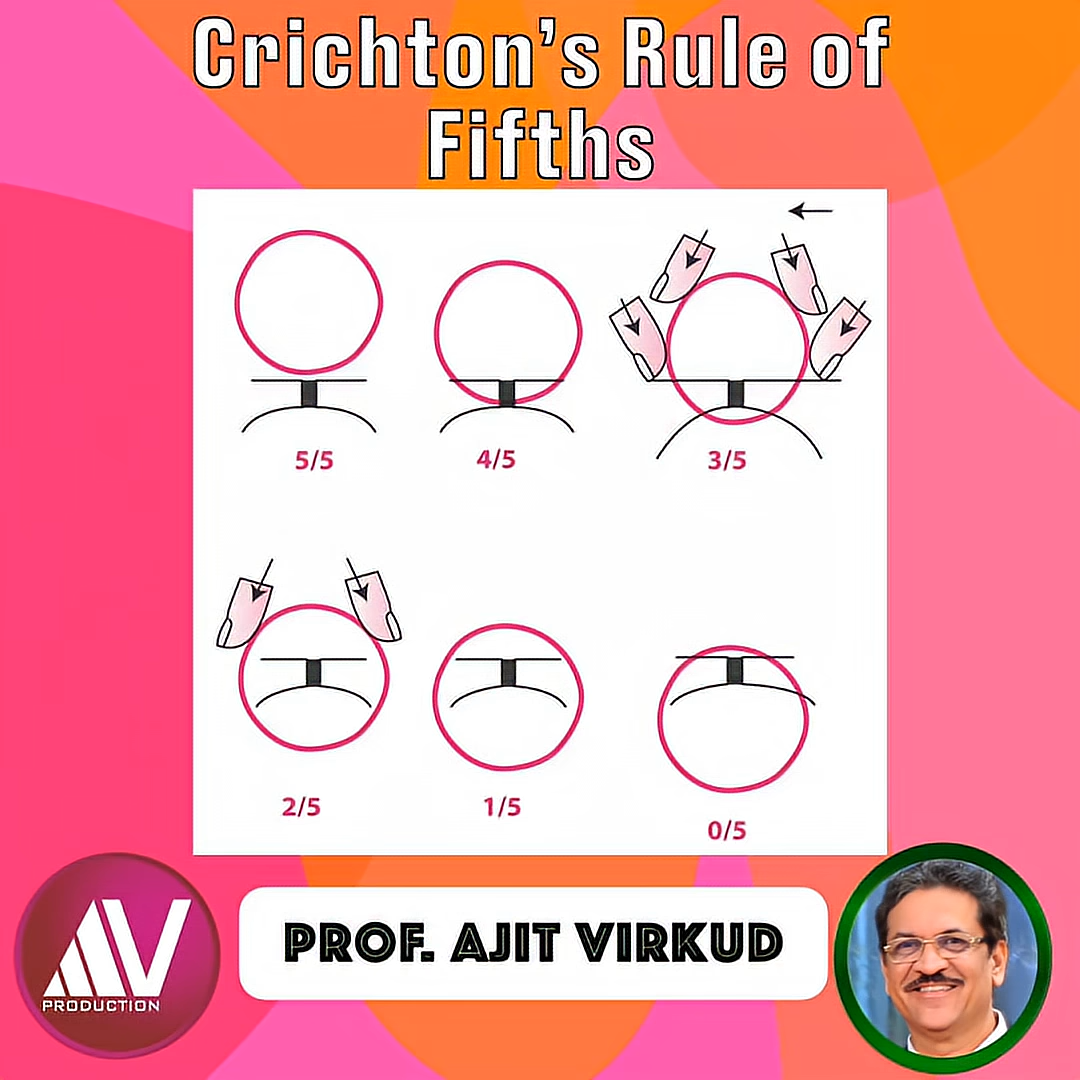 Crichton's Rule of
Fifths
5/5
4/5
3/5
2/5
1/5
0/5
AV
PRODUCTION
PROF. AJIT VIRKUD